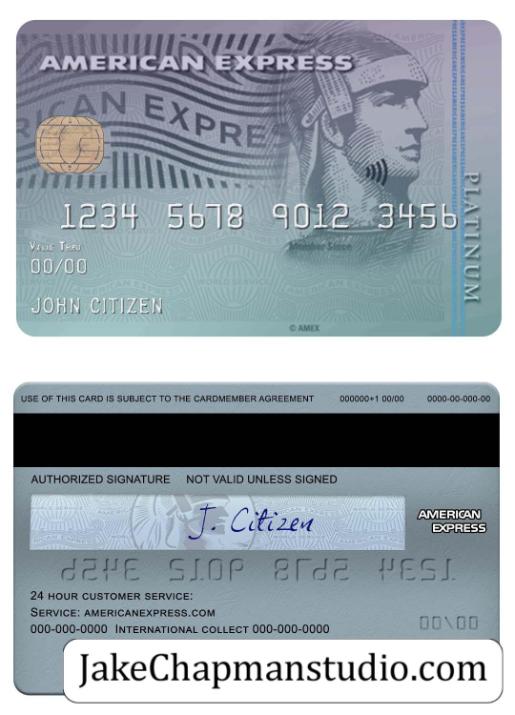 AMERICAN EXPRESS
RICAN EXPRE
1234 5678 9012 3456
PLATINUM
Member Since
VALID THRU
00/00
JOHN CITIZEN
© AMEX
USE OF THIS CARD IS SUBJECT TO THE CARDMEMBER AGREEMENT 000000+1 00/00 0000-00-000-00
AUTHORIZED SIGNATURE NOT VALID UNLESS SIGNED
J. Citizen
AMERICAN
EXPRESS
1234 5678 9012 3456
24 HOUR CUSTOMER SERVICE:
SERVICE: AMERICANEXPRESS.COM
000-000-0000 INTERNATIONAL COLLECT 000-000-0000
00/00
JakeChapmanstudio.com